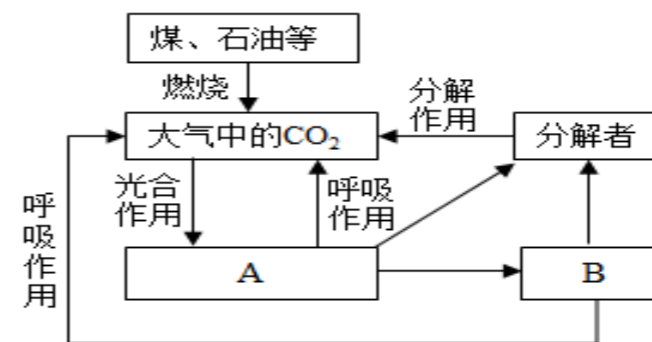 煤、石油等
燃烧
大气中的CO₂
分解
作用
分解者
光合
作用
呼吸
作用
呼
吸
作
用
A
B